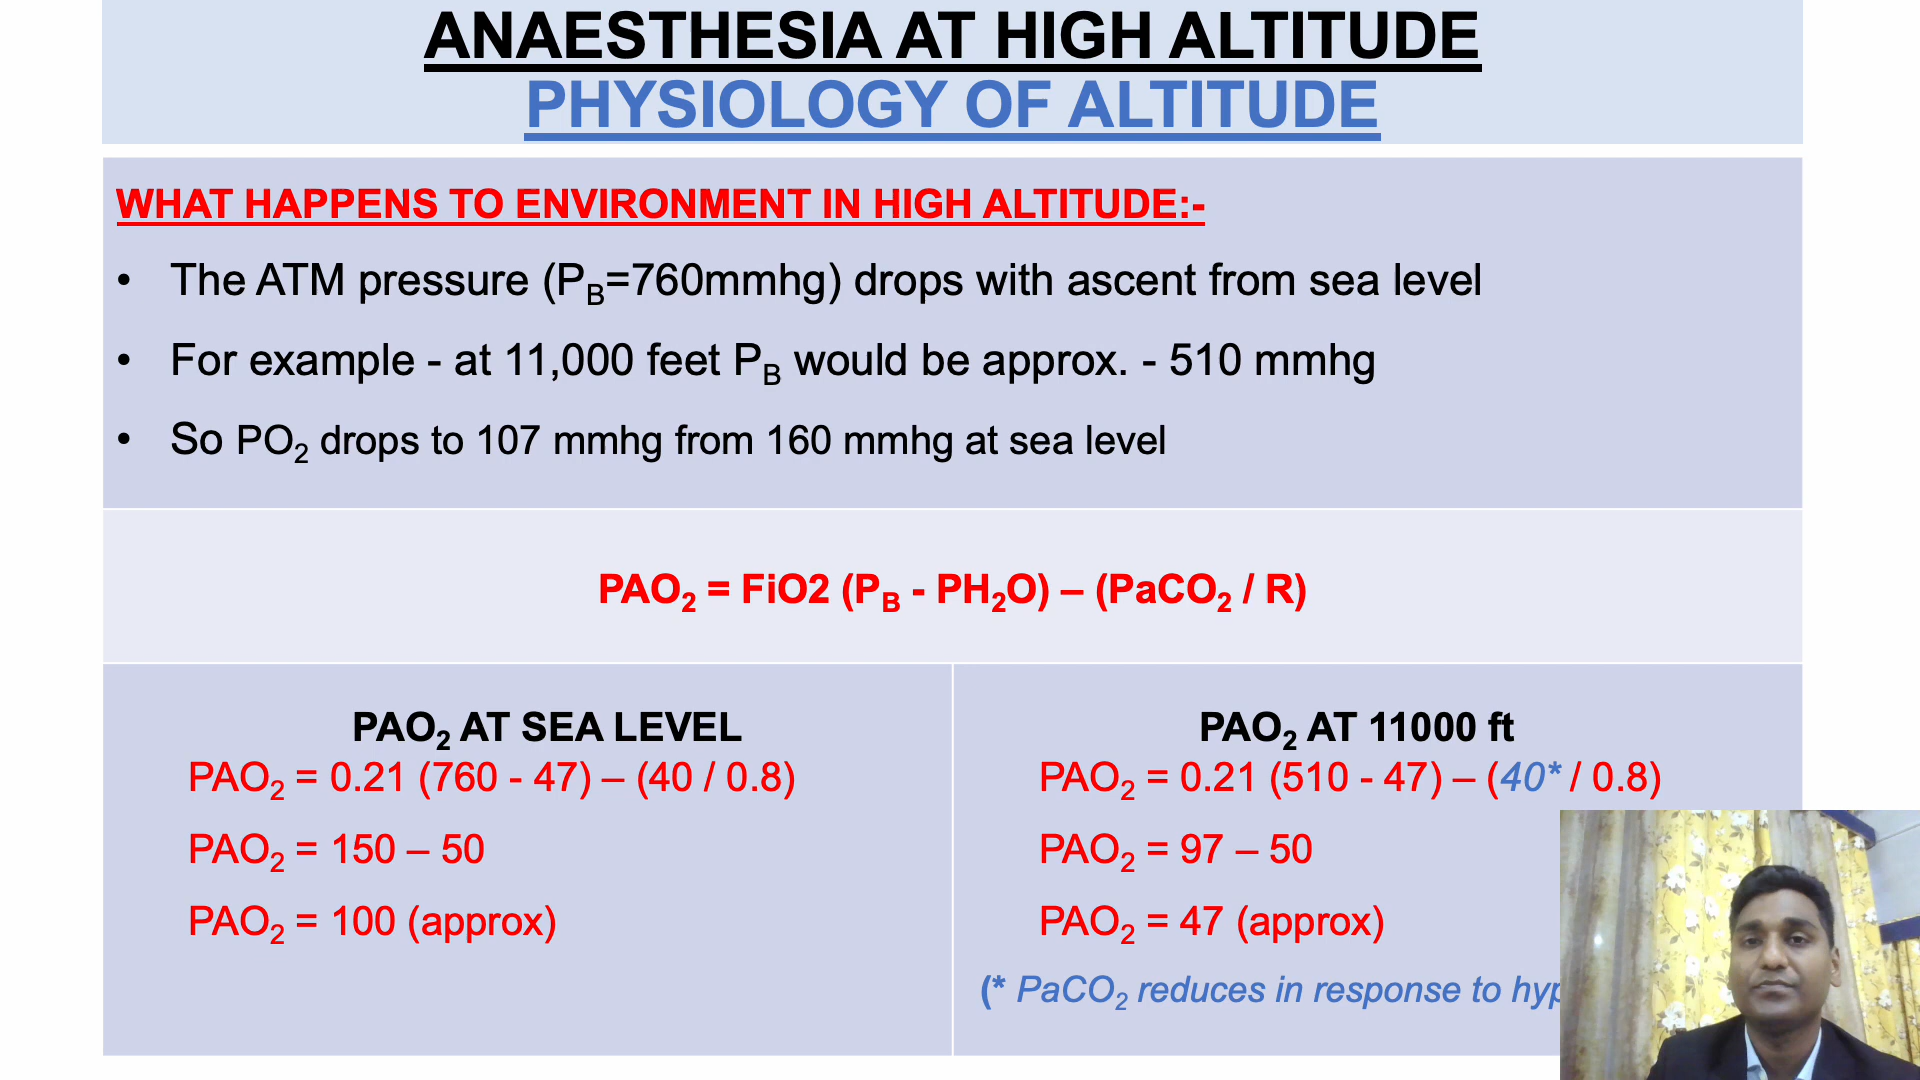 ANAESTHESIA AT HIGH ALTITUDE
PHYSIOLOGY OF ALTITUDE
WHAT HAPPENS TO ENVIRONMENT IN HIGH ALTITUDE:-
• The ATM pressure (P_B=760mmhg) drops with ascent from sea level
• For example - at 11,000 feet P_B would be approx. - 510 mmhg
• So PO₂ drops to 107 mmhg from 160 mmhg at sea level
PAO₂ = FiO2 (P_B - PH₂O) – (PaCO₂ / R)
PAO₂ AT SEA LEVEL
PAO₂ = 0.21 (760 - 47) – (40 / 0.8)
PAO₂ = 150 – 50
PAO₂ = 100 (approx)
PAO₂ AT 11000 ft
PAO₂ = 0.21 (510 - 47) – (40* / 0.8)
PAO₂ = 97 – 50
PAO₂ = 47 (approx)
(* PaCO₂ reduces in response to